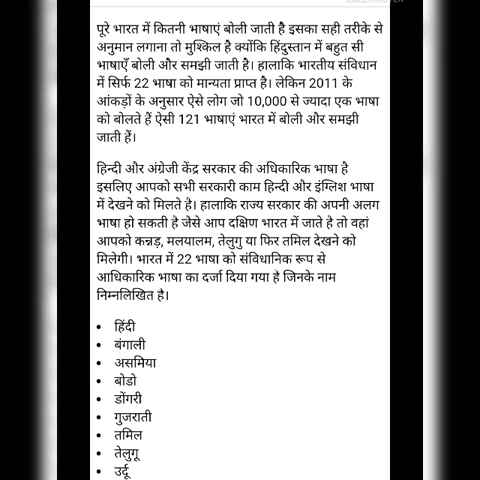 पूरे भारत में कितनी भाषाएं बोली जाती है इसका सही तरीके से
अनुमान लगाना तो मुश्किल है क्योंकि हिंदुस्तान में बहुत सी
भाषाएँ बोली और समझी जाती है। हालाकि भारतीय संविधान
में सिर्फ 22 भाषा को मान्यता प्राप्त है। लेकिन 2011 के
आंकड़ों के अनुसार ऐसे लोग जो 10,000 से ज्यादा एक भाषा
को बोलते हैं ऐसी 121 भाषाएं भारत में बोली और समझी
जाती हैं।
हिन्दी और अंग्रेजी केंद्र सरकार की अधिकारिक भाषा है
इसलिए आपको सभी सरकारी काम हिन्दी और इंग्लिश भाषा
में देखने को मिलते है। हालाकि राज्य सरकार की अपनी अलग
भाषा हो सकती है जैसे आप दक्षिण भारत में जाते है तो वहां
आपको कन्नड़, मलयालम, तेलुगु या फिर तमिल देखने को
मिलेगी। भारत में 22 भाषा को संविधानिक रूप से
आधिकारिक भाषा का दर्जा दिया गया है जिनके नाम
निम्नलिखित है।
• हिंदी
• बंगाली
• असमिया
• बोडो
• डोंगरी
• गुजराती
• तमिल
• तेलुगू
• उर्दू